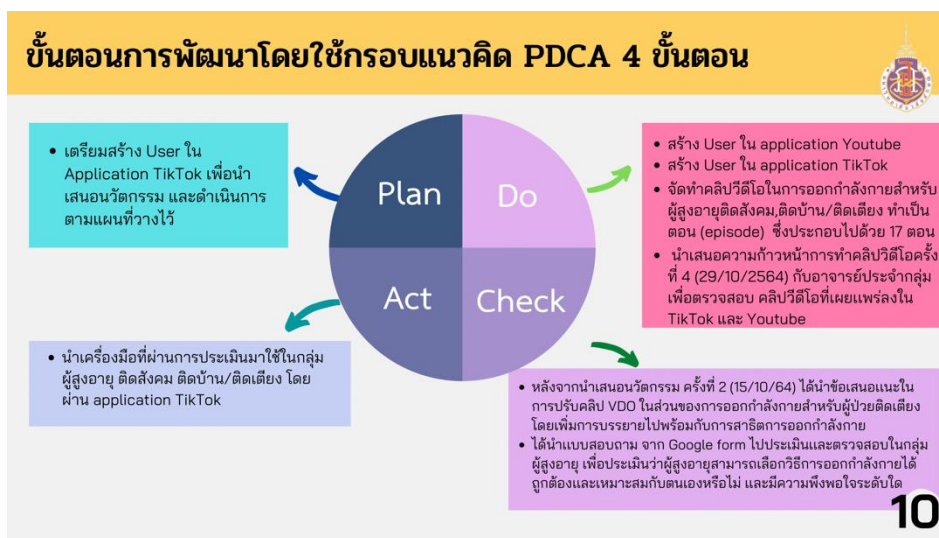 ขั้นตอนการพัฒนาโดยใช้กรอบแนวคิด PDCA 4 ขั้นตอน
• เตรียมสร้าง User ใน
Application TikTok เพื่อนำ
เสนอนวัตกรรม และดำเนินการ
ตามแผนที่วางไว้
Plan
Do
• สร้าง User ใน application Youtube
• สร้าง User ใน application TikTok
• จัดทำคลิปวีดีโอในการออกกำลังกายสำหรับ
ผู้สูงอายุติดสังคม,ติดบ้าน/ติดเตียง ทำเป็น
ตอน (episode) ซึ่งประกอบไปด้วย 17 ตอน
• นำเสนอความก้าวหน้าการทำคลิปวิดีโอครั้ง
ที่ 4 (29/10/2564) กับอาจารย์ประจำกลุ่ม
เพื่อตรวจสอบ คลิปวีดีโอที่เผยแพร่ลงใน
TikTok และ Youtube
Act
Check
• นำเครื่องมือที่ผ่านการประเมินมาใช้ในกลุ่ม
ผู้สูงอายุ ติดสังคม ติดบ้าน/ติดเตียง โดย
ผ่าน application TikTok
• หลังจากนำเสนอนวัตกรรม ครั้งที่ 2 (15/10/64) ได้นำข้อเสนอแนะใน
การปรับคลิป VDO ในส่วนของการออกกำลังกายสำหรับผู้ป่วยติดเตียง
โดยเพิ่มการบรรยายไปพร้อมกับการสาธิตการออกกำลังกาย
• ได้นำแบบสอบถาม จาก Google form ไปประเมินและตรวจสอบในกลุ่ม
ผู้สูงอายุ เพื่อประเมินว่าผู้สูงอายุสามารถเลือกวิธีการออกกำลังกายได้
ถูกต้องและเหมาะสมกับตนเองหรือไม่ และมีความพึงพอใจระดับใด
10